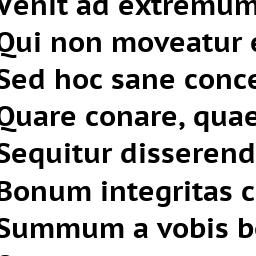 Venit ad extremum
Qui non moveatur
Sed hoc sane conce
Quare conare, quae
Sequitur disserend
Bonum integritas c
Summum a vobis b